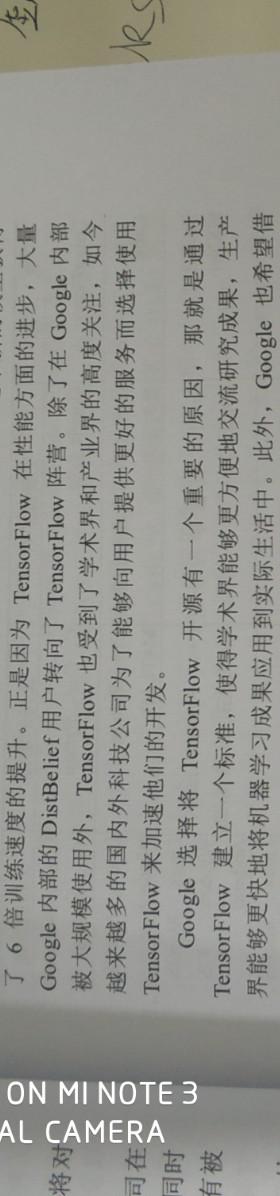 了 6 倍训练速度的提升。正是因为 TensorFlow 在性能方面的进步，大量
Google 内部的 DistBelief 用户转向了 TensorFlow 阵营。除了在 Google 内部
被大规模使用外，TensorFlow 也受到了学术界和产业界的高度关注，如今
越来越多的国内外科技公司为了能够向用户提供更好的服务而选择使用
TensorFlow 来加速他们的开发。
Google 选择将 TensorFlow 开源有一个重要的原因，那就是通过
TensorFlow 建立一个标准，使得学术界能够更方便地交流研究成果，生产
界能够更快地将机器学习成果应用到实际生活中。此外，Google 也希望借
将对
司在
同时
有被
ON MI NOTE 3
AL CAMERA